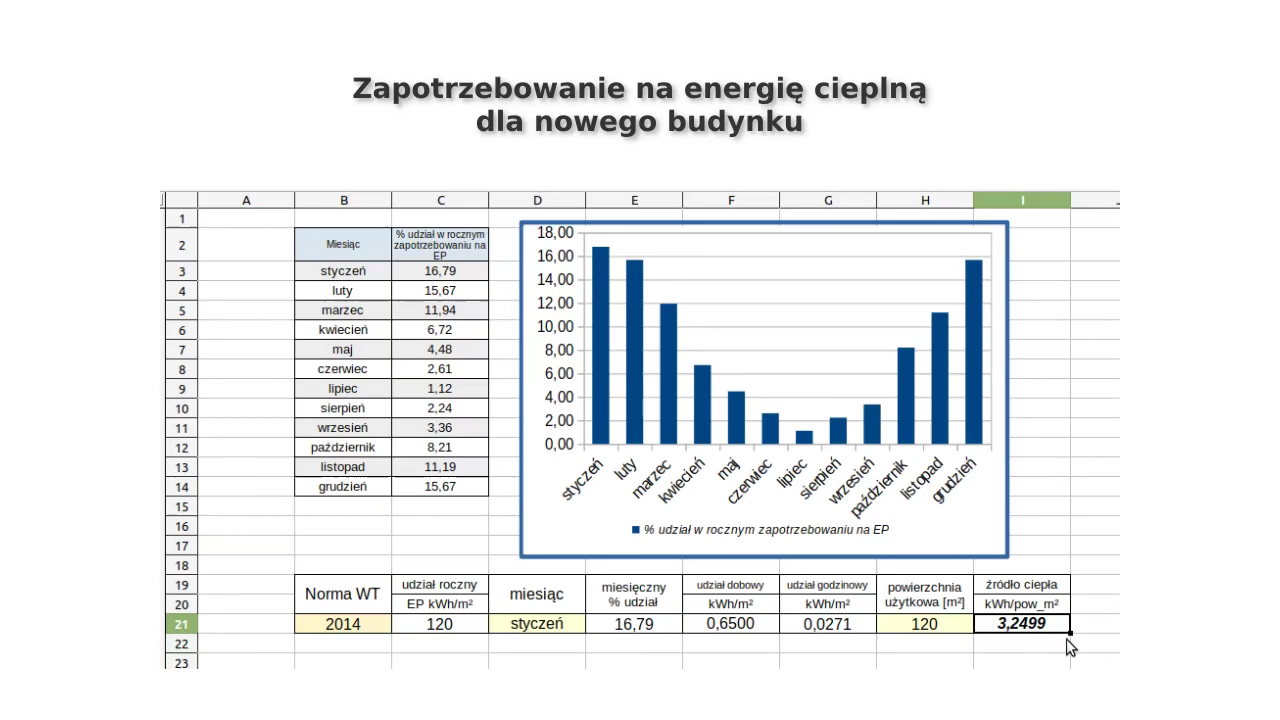 Zapotrzebowanie na energię cieplną
dla nowego budynku
A B C D E F G H I
1
2 Miesiąc % udział w rocznym zapotrzebowaniu na EP
3 styczeń 16,79
4 luty 15,67
5 marzec 11,94
6 kwiecień 6,72
7 maj 4,48
8 czerwiec 2,61
9 lipiec 1,12
10 sierpień 2,24
11 wrzesień 3,36
12 październik 8,21
13 listopad 11,19
14 grudzień 15,67
15
16
17
18
18,00
16,00
14,00
12,00
10,00
8,00
6,00
4,00
2,00
0,00
styczeń luty marzec kwiecień maj czerwiec lipiec sierpień wrzesień październik listopad grudzień
% udział w rocznym zapotrzebowaniu na EP
19 Norma WT udział roczny miesiąc miesięczny % udział udział dobowy udział godzinowy powierzchnia użytkowa [m²] źródło ciepła
20 EP kWh/m² kWh/m² kWh/m² kWh/pow_m²
21 2014 120 styczeń 16,79 0,6500 0,0271 120 3,2499
22
23